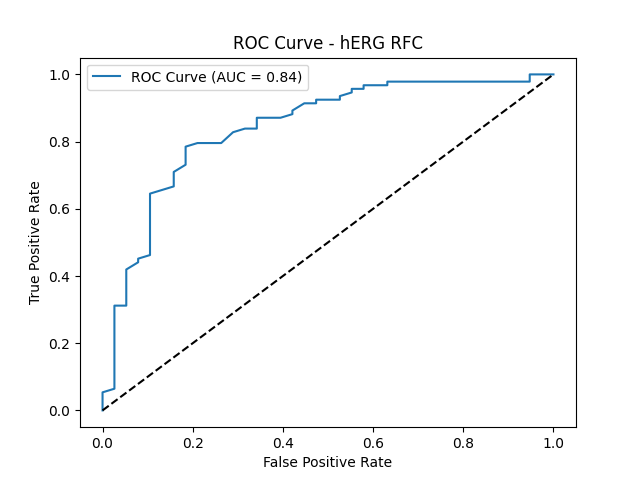 ROC Curve - hERG RFC
ROC Curve (AUC = 0.84)
1.0
0.8
0.6
0.4
0.2
0.0
True Positive Rate
0.0 0.2 0.4 0.6 0.8 1.0
False Positive Rate